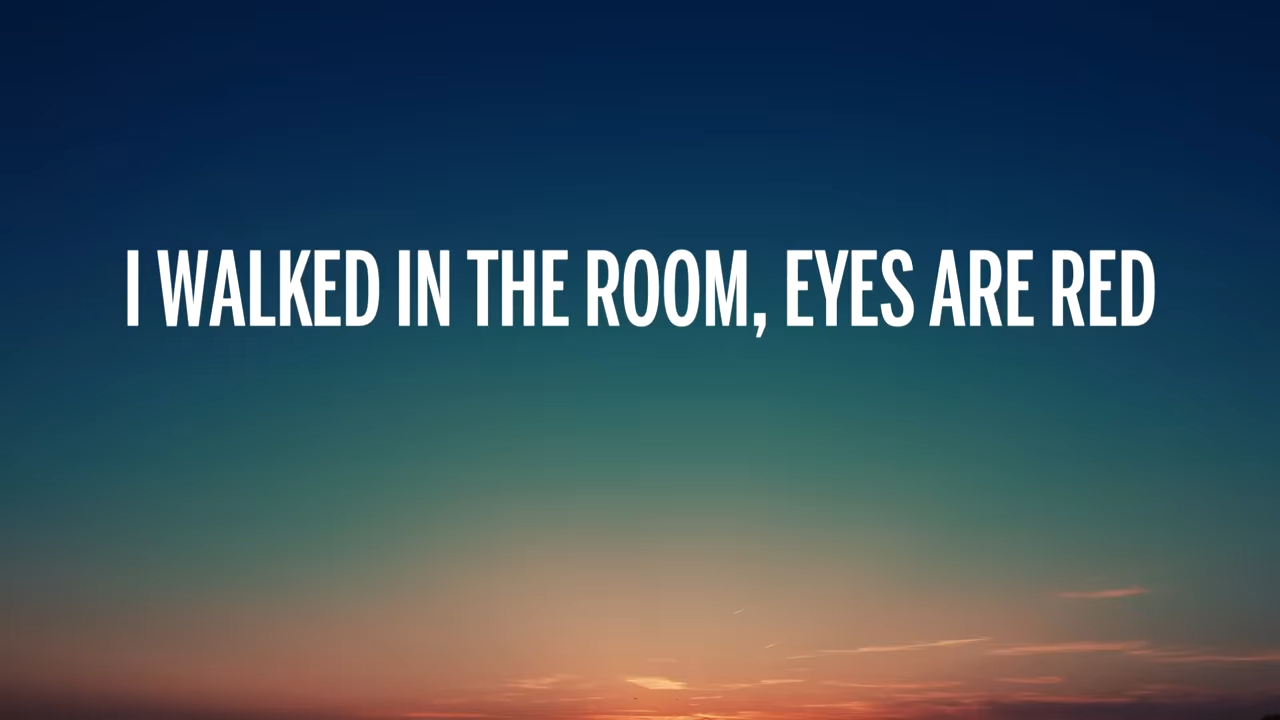 I WALKED IN THE ROOM, EYES ARE RED